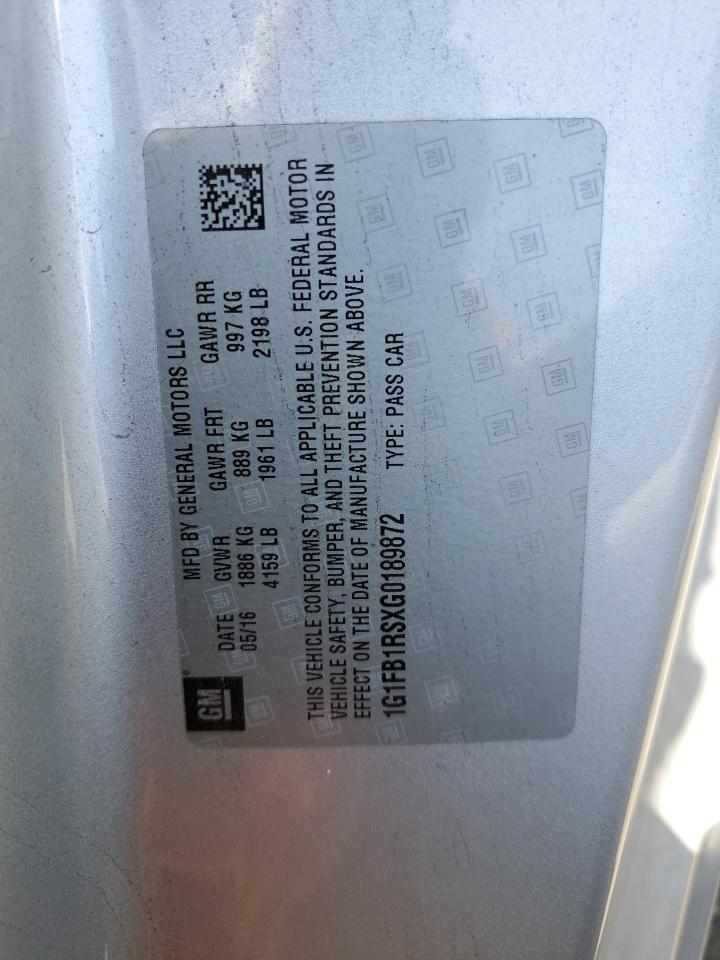 MFD BY GENERAL MOTORS LLC
DATE GVWR GAWR FRT GAWR RR
05/16 1886 KG 889 KG 997 KG
4159 LB 1961 LB 2198 LB
GM®
THIS VEHICLE CONFORMS TO ALL APPLICABLE U.S. FEDERAL MOTOR
VEHICLE SAFETY, BUMPER, AND THEFT PREVENTION STANDARDS IN
EFFECT ON THE DATE OF MANUFACTURE SHOWN ABOVE.
1G1FB1RSXG0189872 TYPE: PASS CAR